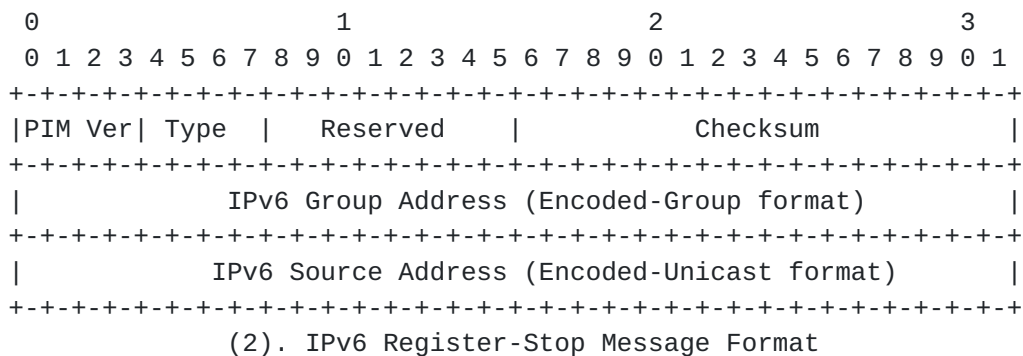 0                   1                   2                   3
 0 1 2 3 4 5 6 7 8 9 0 1 2 3 4 5 6 7 8 9 0 1 2 3 4 5 6 7 8 9 0 1
+-+-+-+-+-+-+-+-+-+-+-+-+-+-+-+-+-+-+-+-+-+-+-+-+-+-+-+-+-+-+-+-+
|PIM Ver| Type  |   Reserved    |           Checksum            |
+-+-+-+-+-+-+-+-+-+-+-+-+-+-+-+-+-+-+-+-+-+-+-+-+-+-+-+-+-+-+-+-+
|             IPv6 Group Address (Encoded-Group format)         |
+-+-+-+-+-+-+-+-+-+-+-+-+-+-+-+-+-+-+-+-+-+-+-+-+-+-+-+-+-+-+-+-+
|            IPv6 Source Address (Encoded-Unicast format)       |
+-+-+-+-+-+-+-+-+-+-+-+-+-+-+-+-+-+-+-+-+-+-+-+-+-+-+-+-+-+-+-+-+
              (2). IPv6 Register-Stop Message Format